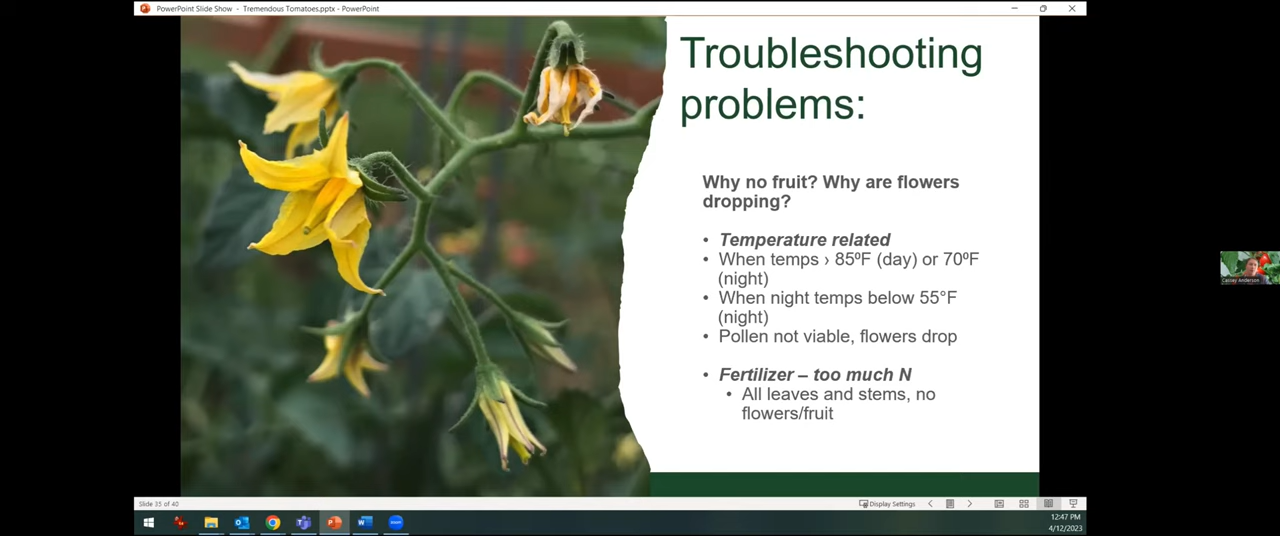 PowerPoint Slide Show - Tremendous Tomatoes.pptx - PowerPoint
Troubleshooting
problems:
Why no fruit? Why are flowers
dropping?
• Temperature related
• When temps › 85ºF (day) or 70ºF
(night)
• When night temps below 55°F
(night)
• Pollen not viable, flowers drop
• Fertilizer – too much N
• All leaves and stems, no
flowers/fruit
Cassey Anderson
Slide 35 of 40
Display Settings
12:47 PM
4/12/2023